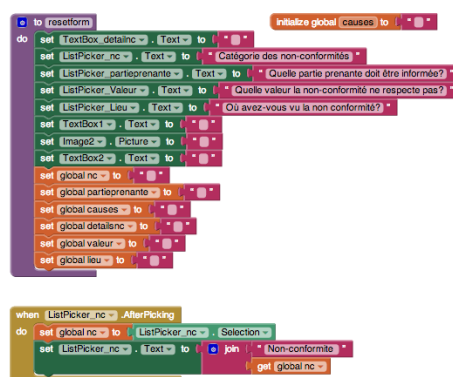 to resetform
initialize global causes to " "
do set TextBox_detailnc . Text to " "
set ListPicker_nc . Text to " Catégorie des non-conformités "
set ListPicker_partieprenante . Text to " Quelle partie prenante doit être informée? "
set ListPicker_Valeur . Text to " Quelle valeur la non-conformité ne respecte pas? "
set ListPicker_Lieu . Text to " Où avez-vous vu la non conformité? "
set TextBox1 . Text to " "
set Image2 . Picture to " "
set TextBox2 . Text to " "
set global nc to " "
set global partieprenante to " "
set global causes to " "
set global detailsnc to " "
set global valeur to " "
set global lieu to " "
when ListPicker_nc .AfterPicking
do set global nc to ListPicker_nc . Selection
set ListPicker_nc . Text to join " Non-conformite "
get global nc